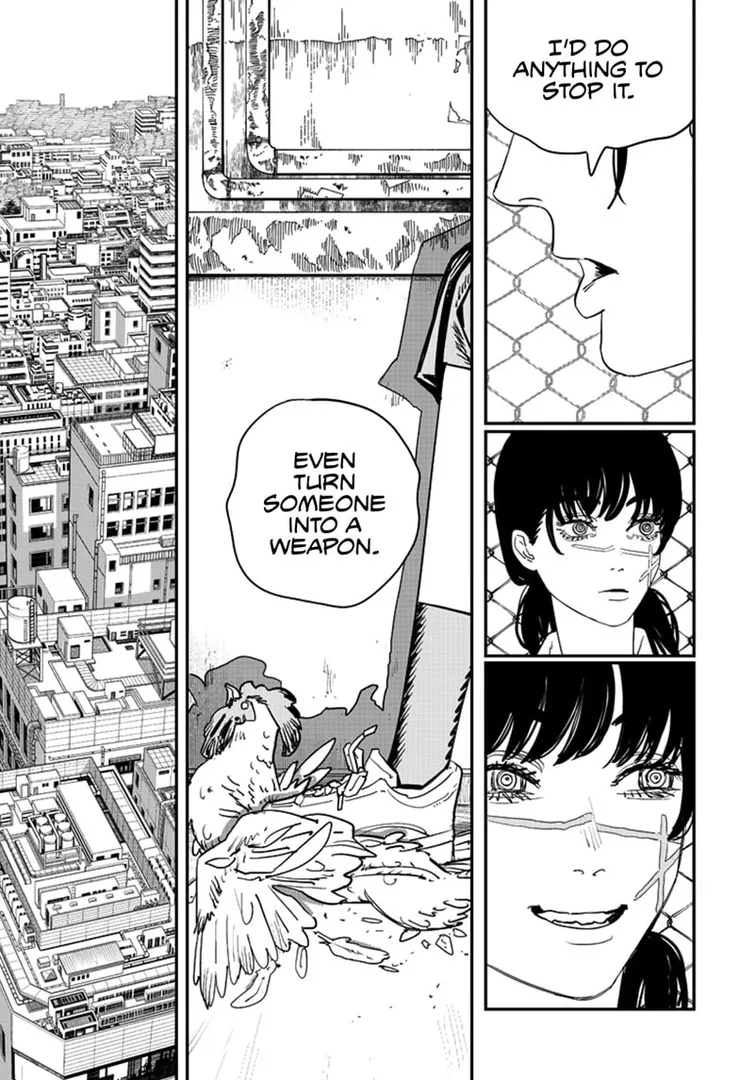 I'D DO
ANYTHING TO
STOP IT.
EVEN
TURN
SOMEONE
INTO A
WEAPON.